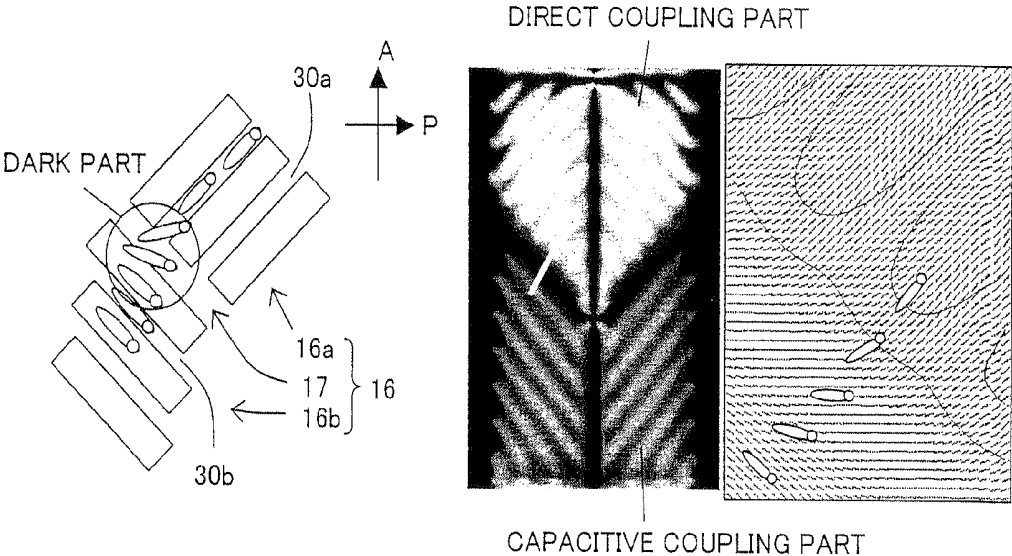 DIRECT COUPLING PART
A
30a
P
DARK PART
16a
17
16
16b
30b
CAPACITIVE COUPLING PART